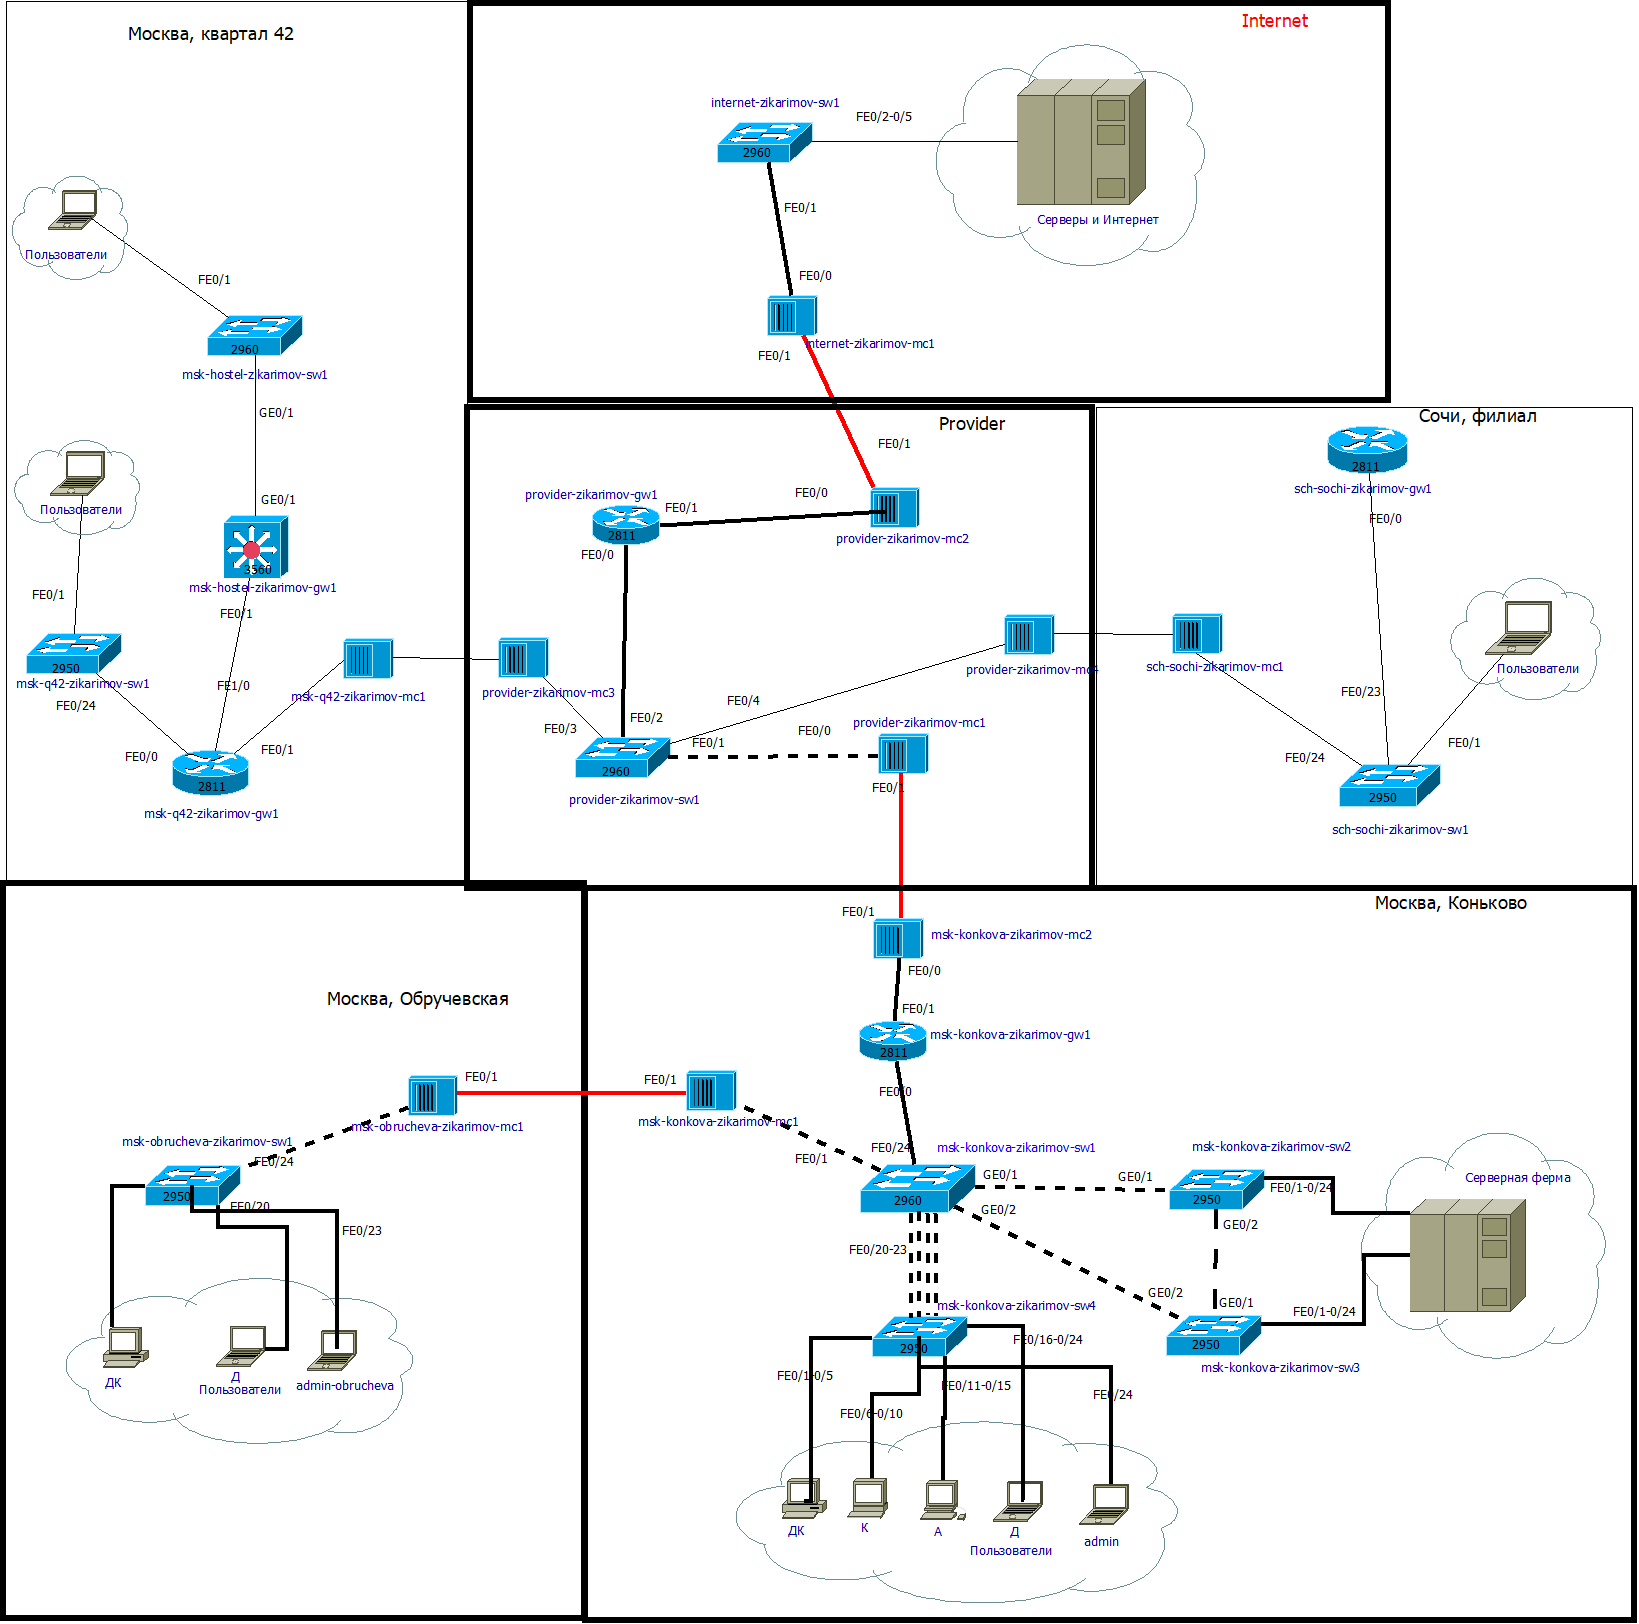 Москва, квартал 42
Пользователи
FE0/1
2960
msk-hostel-zikarimov-sw1
GE0/1
Пользователи
GE0/1
3560
msk-hostel-zikarimov-gw1
FE0/1
FE0/1
2950
msk-q42-zikarimov-sw1
FE0/24
FE1/0
msk-q42-zikarimov-mc1
FE0/0
FE0/1
2811
msk-q42-zikarimov-gw1
Internet
internet-zikarimov-sw1
FE0/2-0/5
2960
FE0/1
Серверы и Интернет
FE0/0
internet-zikarimov-mc1
FE0/1
Provider
FE0/1
provider-zikarimov-gw1
FE0/0
FE0/1
2811
provider-zikarimov-mc2
FE0/0
provider-zikarimov-mc4
provider-zikarimov-mc3
FE0/4
FE0/2
FE0/3
provider-zikarimov-mc1
FE0/0
FE0/1
2960
FE0/1
provider-zikarimov-sw1
Сочи, филиал
2811
sch-sochi-zikarimov-gw1
FE0/0
sch-sochi-zikarimov-mc1
Пользователи
FE0/23
FE0/1
FE0/24
2950
sch-sochi-zikarimov-sw1
Москва, Обручевская
FE0/1
msk-obrucheva-zikarimov-mc1
msk-obrucheva-zikarimov-sw1
FE0/24
2950
FE0/20
FE0/23
ДК
Д
Пользователи
admin-obrucheva
Москва, Коньково
FE0/1
msk-konkova-zikarimov-mc2
FE0/0
FE0/1
msk-konkova-zikarimov-gw1
2811
FE0/1
FE0/0
msk-konkova-zikarimov-mc1
FE0/1
FE0/24
msk-konkova-zikarimov-sw1
msk-konkova-zikarimov-sw2
GE0/1
GE0/1
2960
2950
FE0/1-0/24
Серверная ферма
GE0/2
GE0/2
FE0/20-23
GE0/2
GE0/1
FE0/1-0/24
msk-konkova-zikarimov-sw4
2950
FE0/16-0/24
2950
msk-konkova-zikarimov-sw3
FE0/1-0/5
FE0/11-0/15
FE0/6-0/10
FE0/24
ДК
К
А
Д
Пользователи
admin